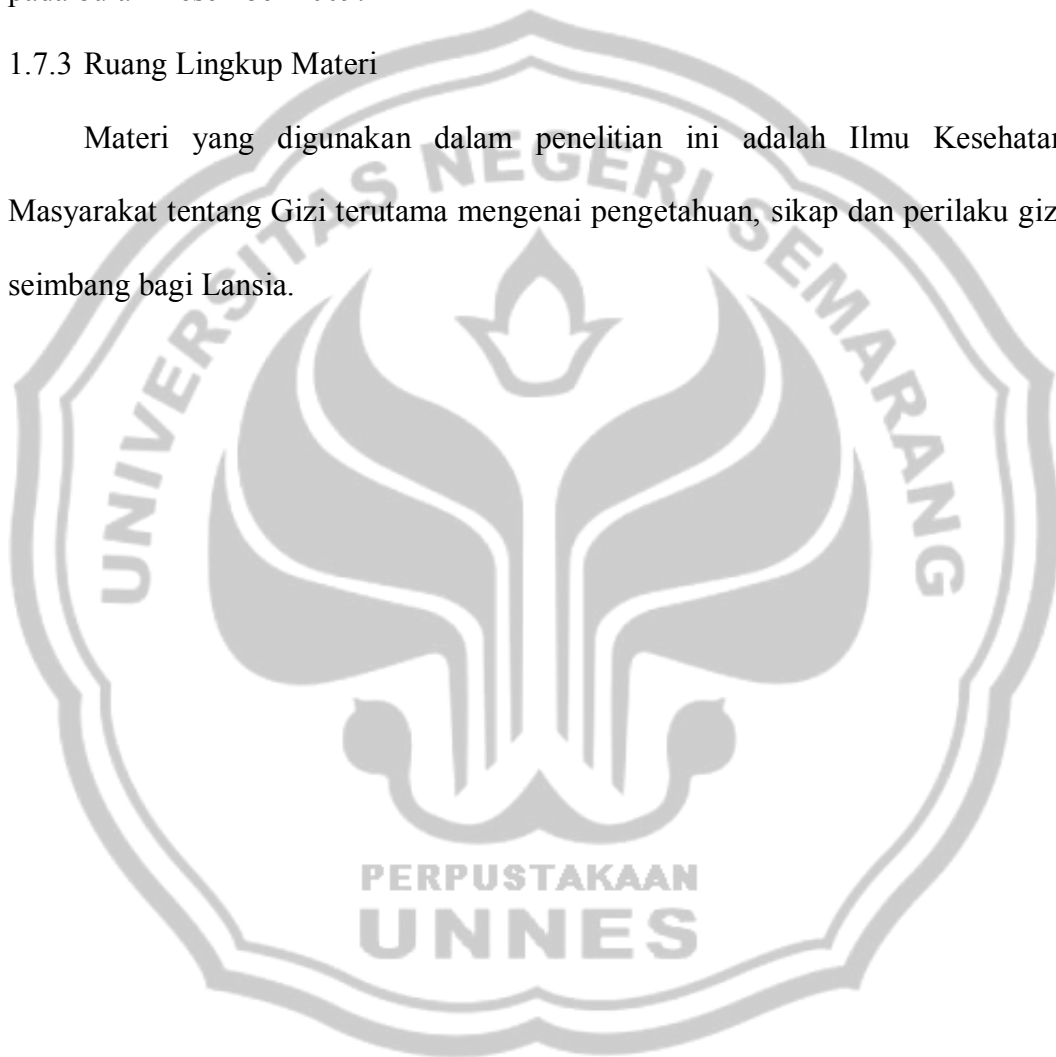 1.7.3 Ruang Lingkup Materi
Materi yang digunakan dalam penelitian ini adalah Ilmu Kesehatan
Masyarakat tentang Gizi terutama mengenai pengetahuan, sikap dan perilaku giz
seimbang bagi Lansia.
UNIVERSITAS NEGERI SEMARANG
PERPUSTAKAAN
UNNES